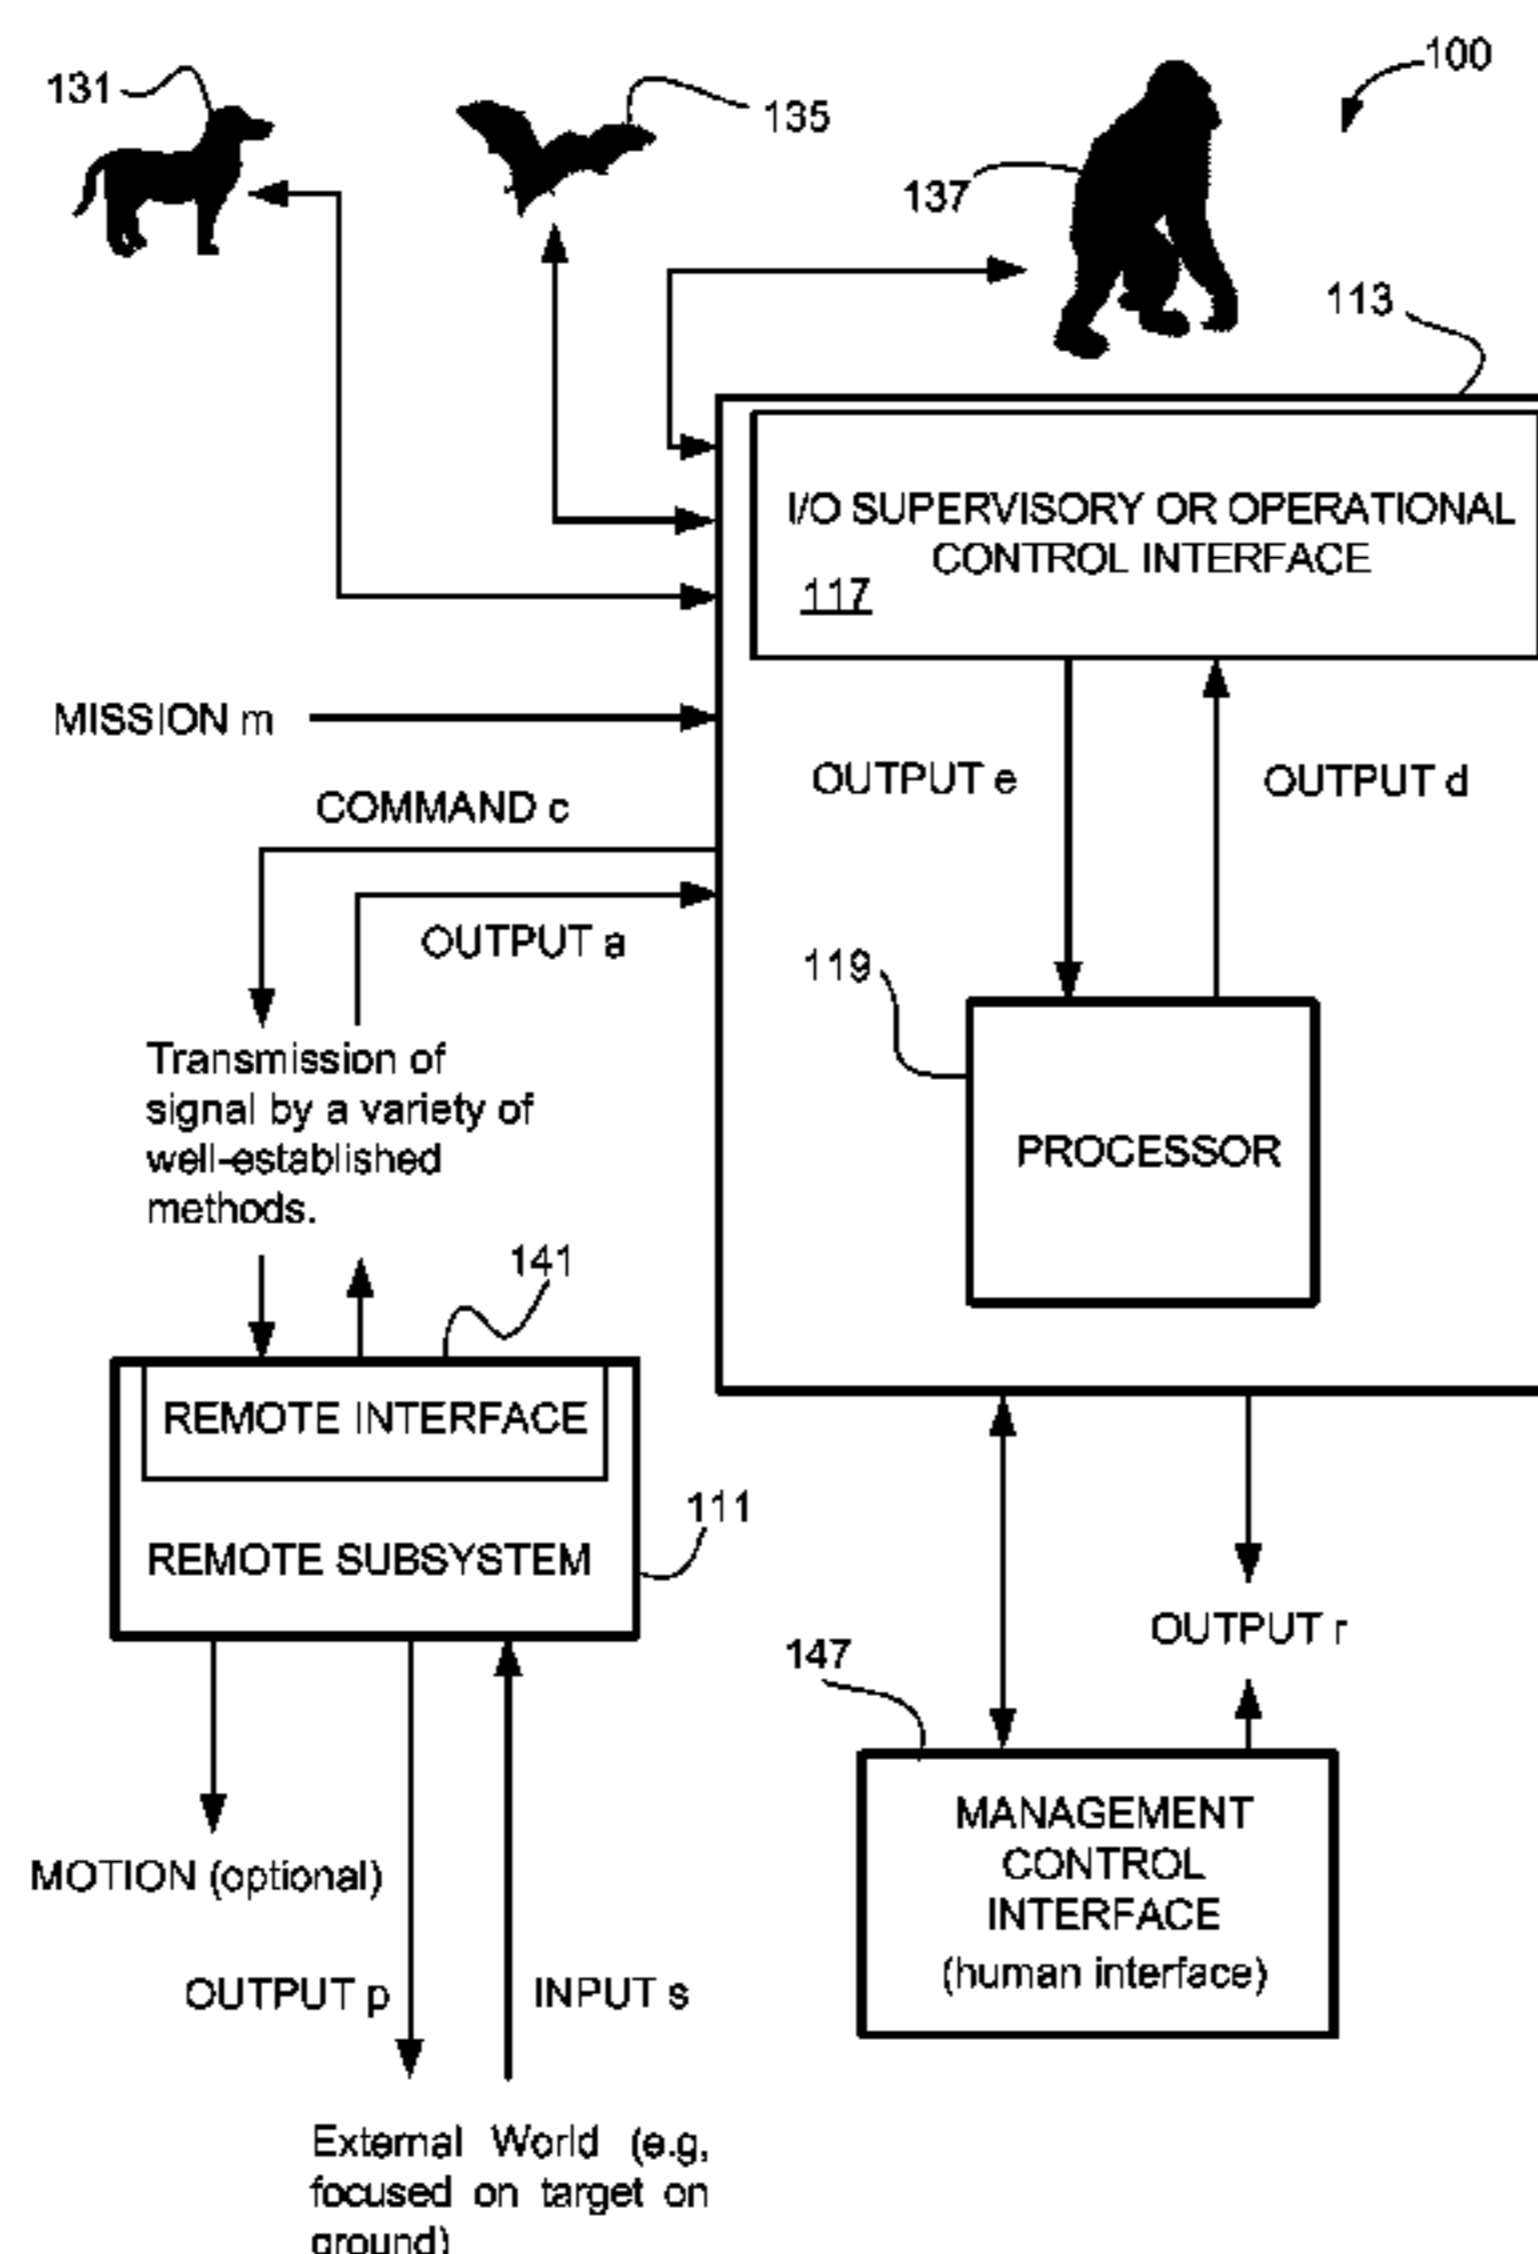 100
131
135
137
113
I/O SUPERVISORY OR OPERATIONAL
CONTROL INTERFACE
117
MISSION m
OUTPUT e
OUTPUT d
COMMAND c
OUTPUT a
119
Transmission of
signal by a variety of
well-established
methods.
PROCESSOR
141
REMOTE INTERFACE
111
REMOTE SUBSYSTEM
OUTPUT r
147
MANAGEMENT
CONTROL
INTERFACE
(human interface)
MOTION (optional)
OUTPUT p
INPUT s
External World (e.g,
focused on target on
ground)